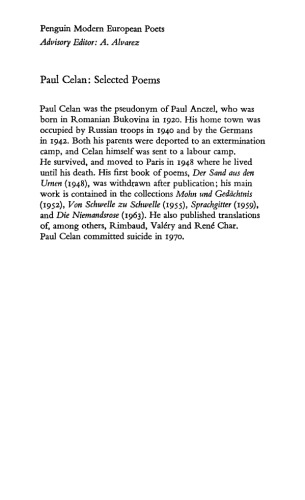 Penguin Modern European Poets
Advisory Editor: A. Alvarez
Paul Celan: Selected Poems
Paul Celan was the pseudonym of Paul Anczel, who was
born in Romanian Bukovina in 1920. His home town was
occupied by Russian troops in 1940 and by the Germans
in 1942. Both his parents were deported to an extermination
camp, and Celan himself was sent to a labour camp.
He survived, and moved to Paris in 1948 where he lived
until his death. His first book of poems, Der Sand aus den
Urnen (1948), was withdrawn after publication; his main
work is contained in the collections Mohn und Gedächtnis
(1952), Von Schwelle zu Schwelle (1955), Sprachgitter (1959),
and Die Niemandsrose (1963). He also published translations
of, among others, Rimbaud, Valéry and René Char.
Paul Celan committed suicide in 1970.